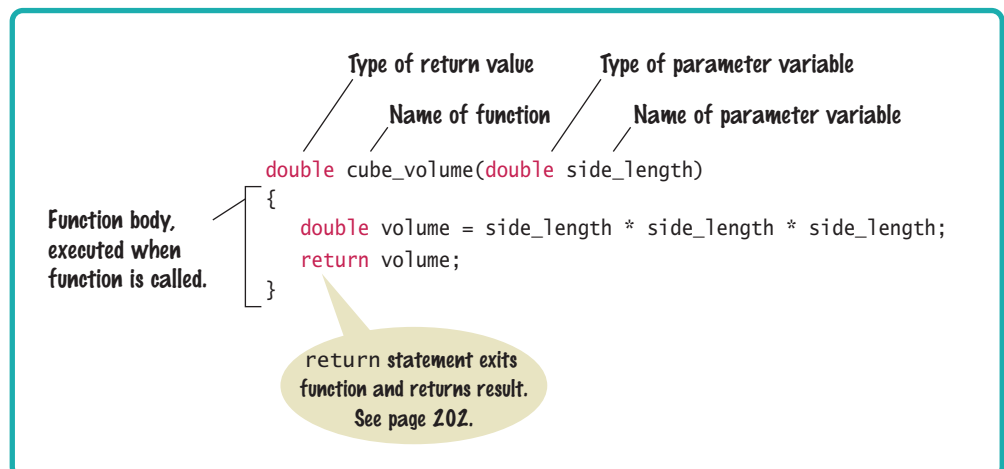 Type of return value
Type of parameter variable
Name of function
Name of parameter variable
double cube_volume(double side_length)
{
double volume = side_length * side_length * side_length;
return volume;
}
Function body,
executed when
function is called.
return statement exits
function and returns result.
See page 202.